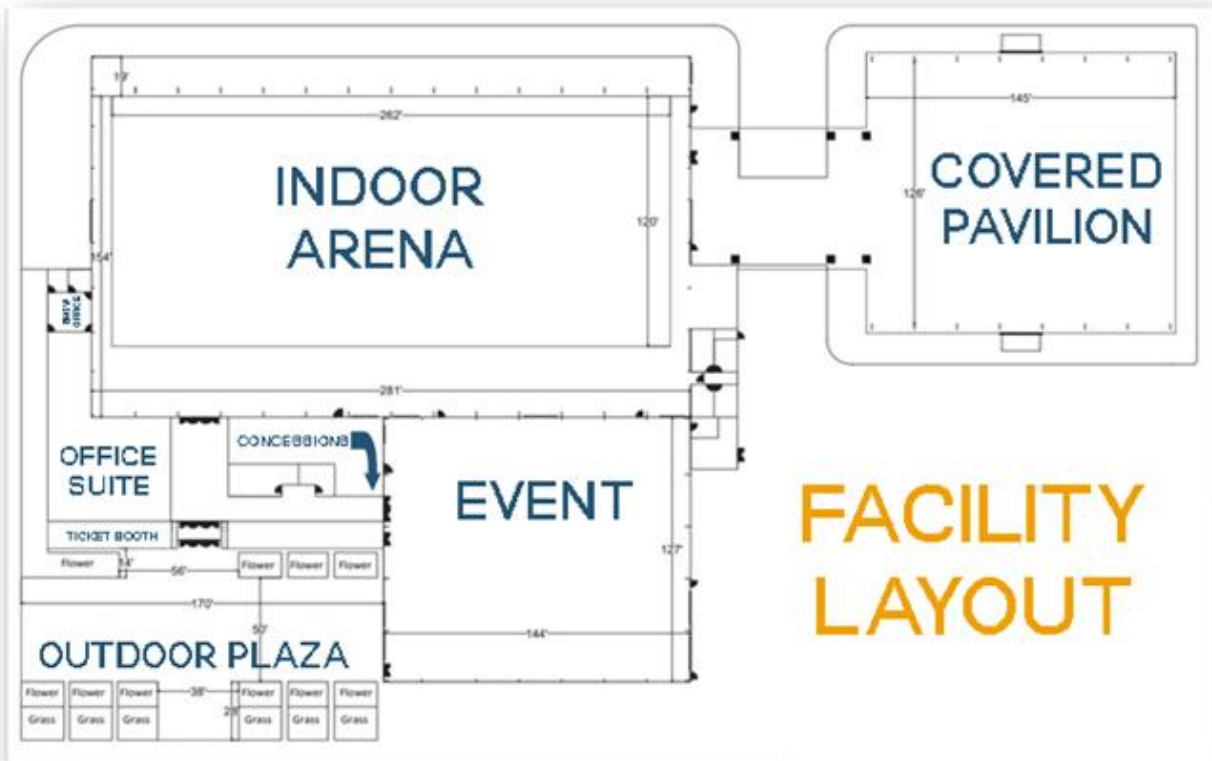 19'
262'
INDOOR
ARENA
120'
154'
281'
145'
COVERED
PAVILION
126'
OFFICE
OFFICE
SUITE
CONCESSIONS
TICKET BOOTH
EVENT
127'
144'
FACILITY
LAYOUT
Flower
14'
56'
Flower
Flower
Flower
170'
50'
OUTDOOR PLAZA
Flower
Flower
Flower
38'
Flower
Flower
Flower
Grass
Grass
Grass
Grass
Grass
Grass